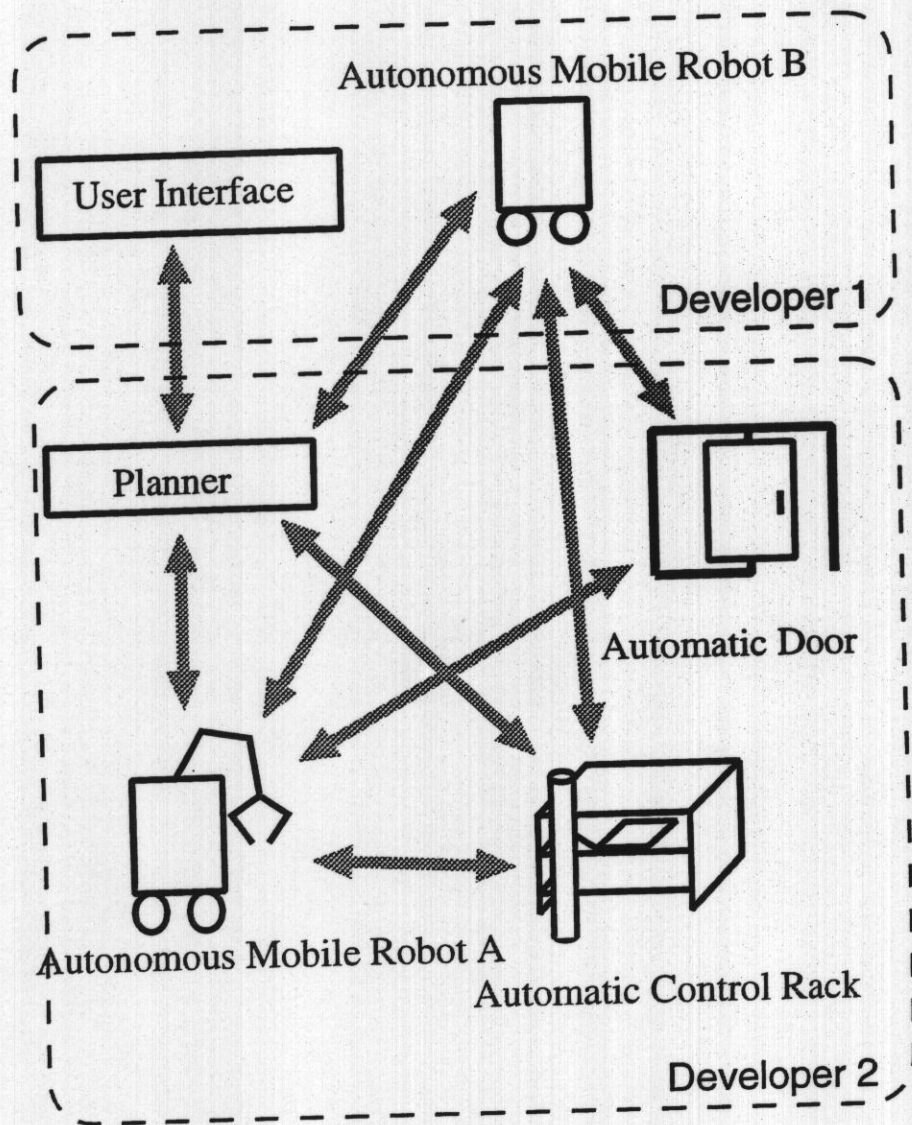 Autonomous Mobile Robot B
User Interface
Developer 1
Planner
Automatic Door
Autonomous Mobile Robot A
Automatic Control Rack
Developer 2